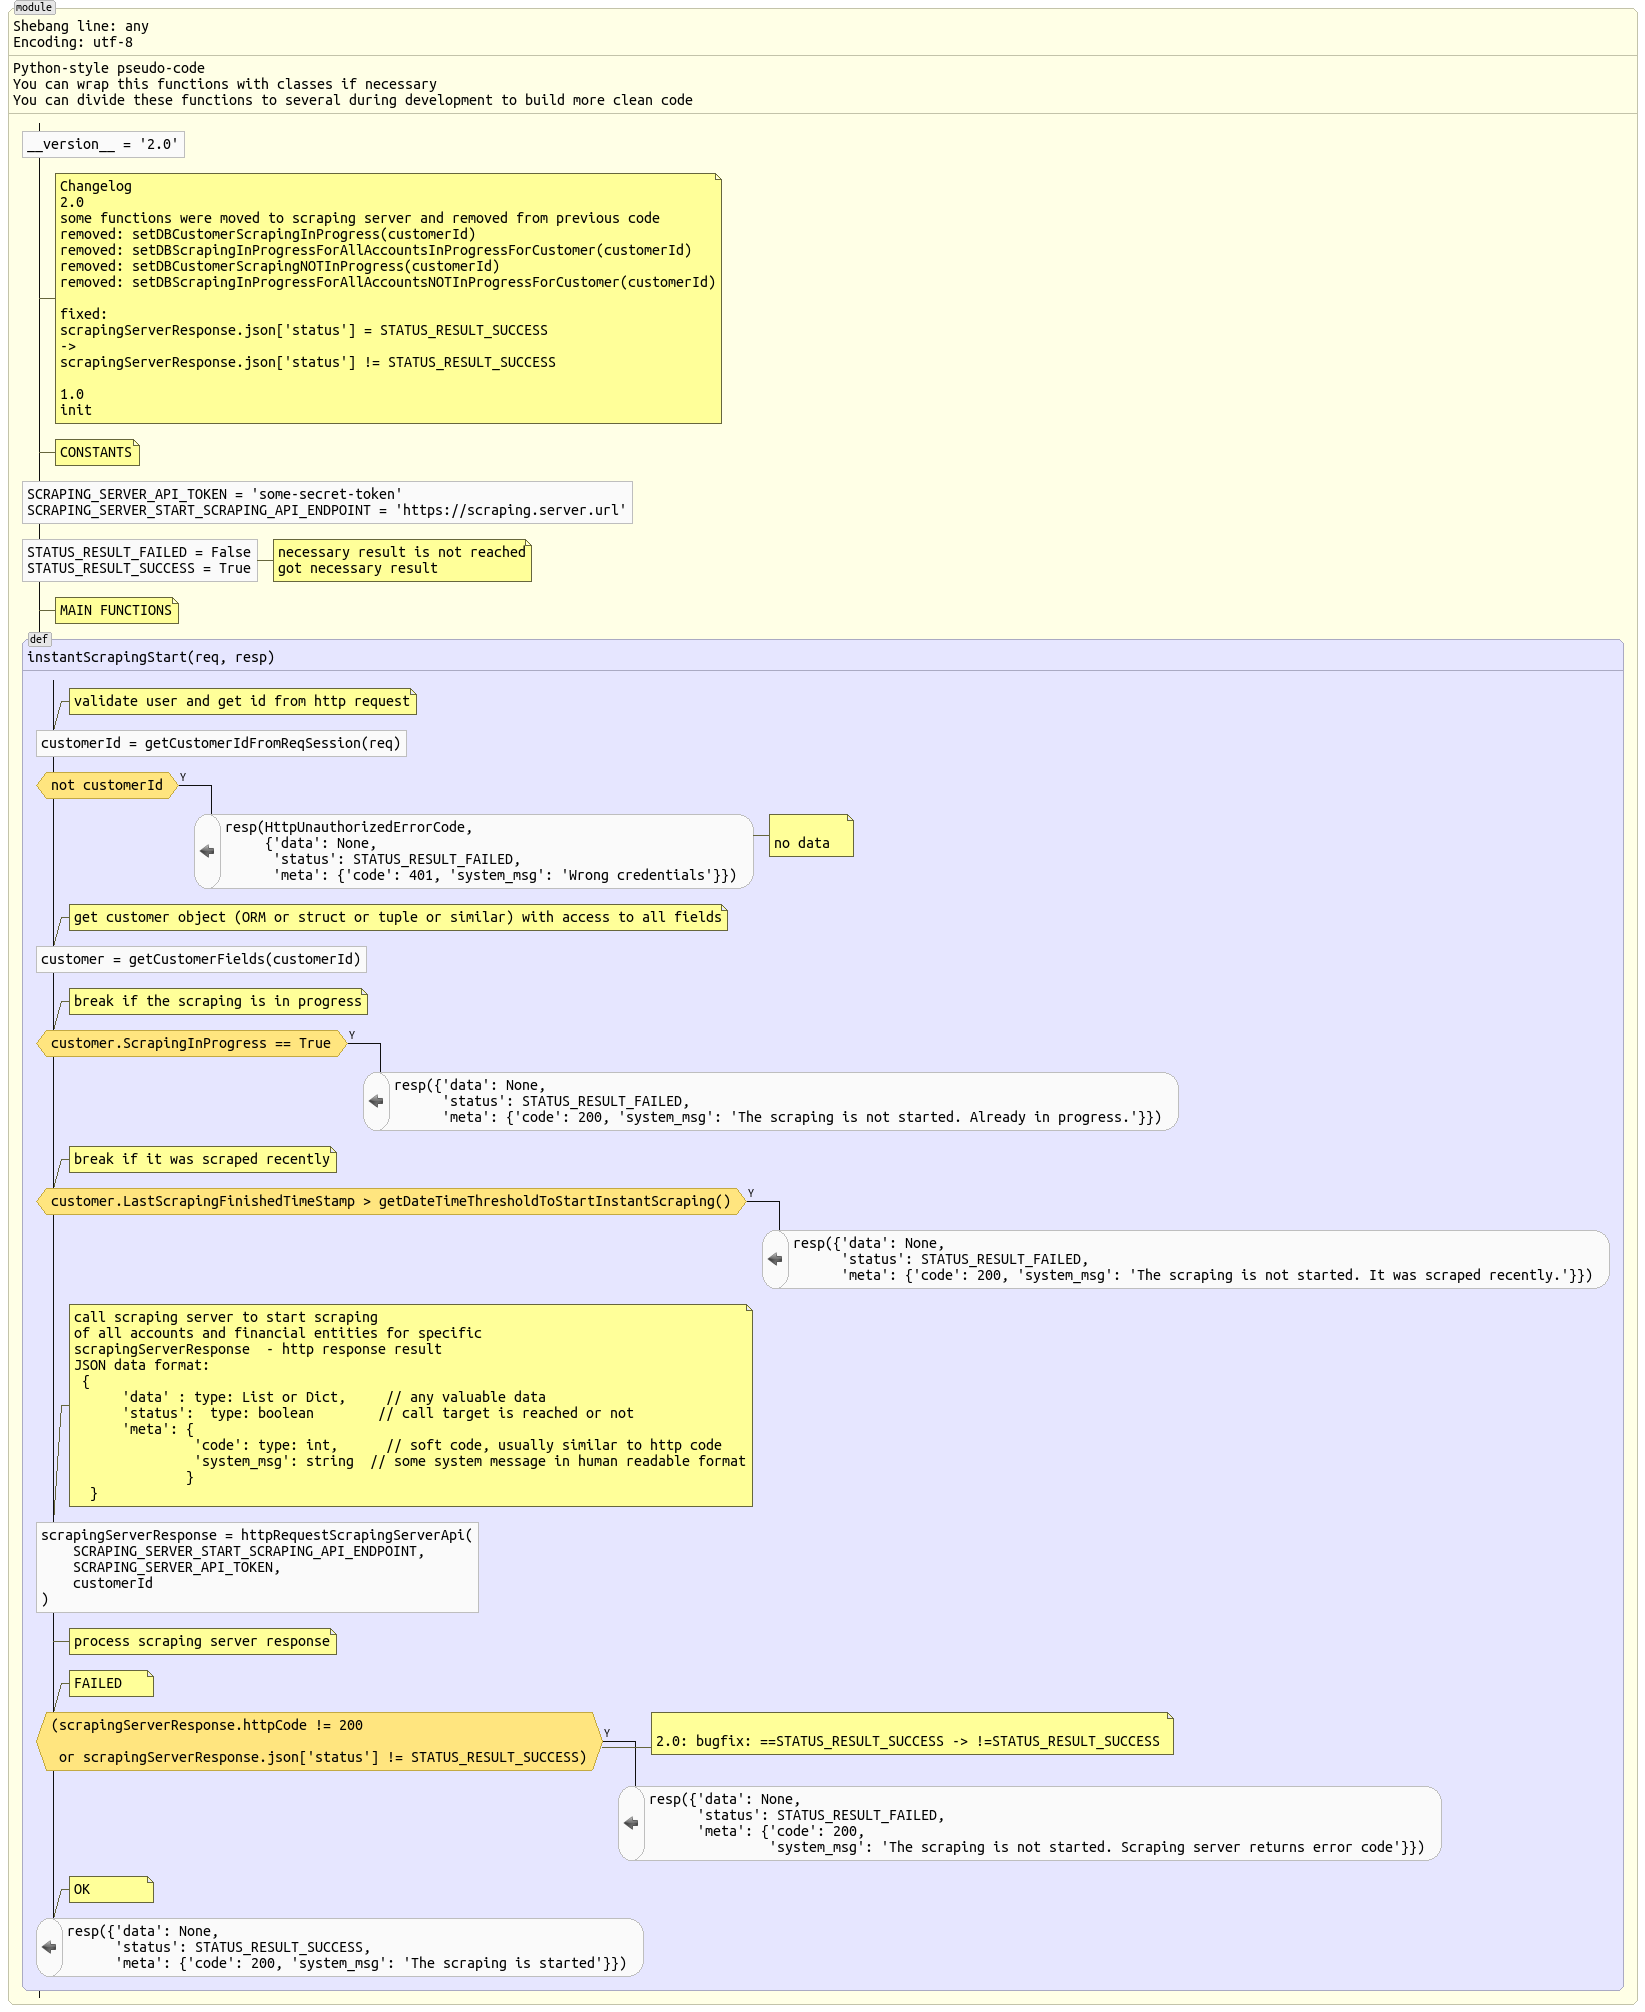 module
Shebang line: any
Encoding: utf-8
Python-style pseudo-code
You can wrap this functions with classes if necessary
You can divide these functions to several during development to build more clean code
__version__ = '2.0'
Changelog
2.0
some functions were moved to scraping server and removed from previous code
removed: setDBCustomerScrapingInProgress(customerId)
removed: setDBScrapingInProgressForAllAccountsInProgressForCustomer(customerId)
removed: setDBCustomerScrapingNOTInProgress(customerId)
removed: setDBScrapingInProgressForAllAccountsNOTInProgressForCustomer(customerId)
fixed:
scrapingServerResponse.json['status'] = STATUS_RESULT_SUCCESS
->
scrapingServerResponse.json['status'] != STATUS_RESULT_SUCCESS
1.0
init
CONSTANTS
SCRAPING_SERVER_API_TOKEN = 'some-secret-token'
SCRAPING_SERVER_START_SCRAPING_API_ENDPOINT = 'https://scraping.server.url'
STATUS_RESULT_FAILED = False
STATUS_RESULT_SUCCESS = True
necessary result is not reached
got necessary result
MAIN FUNCTIONS
def
instantScrapingStart(req, resp)
validate user and get id from http request
customerId = getCustomerIdFromReqSession(req)
not customerId
Y
resp(HttpUnauthorizedErrorCode,
     {'data': None,
      'status': STATUS_RESULT_FAILED,
      'meta': {'code': 401, 'system_msg': 'Wrong credentials'}})
no data
get customer object (ORM or struct or tuple or similar) with access to all fields
customer = getCustomerFields(customerId)
break if the scraping is in progress
customer.ScrapingInProgress == True
Y
resp({'data': None,
      'status': STATUS_RESULT_FAILED,
      'meta': {'code': 200, 'system_msg': 'The scraping is not started. Already in progress.'}})
break if it was scraped recently
customer.LastScrapingFinishedTimeStamp > getDateTimeThresholdToStartInstantScraping()
Y
resp({'data': None,
      'status': STATUS_RESULT_FAILED,
      'meta': {'code': 200, 'system_msg': 'The scraping is not started. It was scraped recently.'}})
call scraping server to start scraping
of all accounts and financial entities for specific
scrapingServerResponse  - http response result
JSON data format:
 {
      'data' : type: List or Dict,     // any valuable data
      'status':  type: boolean        // call target is reached or not
      'meta': {
               'code': type: int,      // soft code, usually similar to http code
               'system_msg': string  // some system message in human readable format
              }
  }
scrapingServerResponse = httpRequestScrapingServerApi(
    SCRAPING_SERVER_START_SCRAPING_API_ENDPOINT,
    SCRAPING_SERVER_API_TOKEN,
    customerId
)
process scraping server response
FAILED
(scrapingServerResponse.httpCode != 200
 or scrapingServerResponse.json['status'] != STATUS_RESULT_SUCCESS)
Y
2.0: bugfix: ==STATUS_RESULT_SUCCESS -> !=STATUS_RESULT_SUCCESS
resp({'data': None,
      'status': STATUS_RESULT_FAILED,
      'meta': {'code': 200,
               'system_msg': 'The scraping is not started. Scraping server returns error code'}})
OK
resp({'data': None,
      'status': STATUS_RESULT_SUCCESS,
      'meta': {'code': 200, 'system_msg': 'The scraping is started'}})